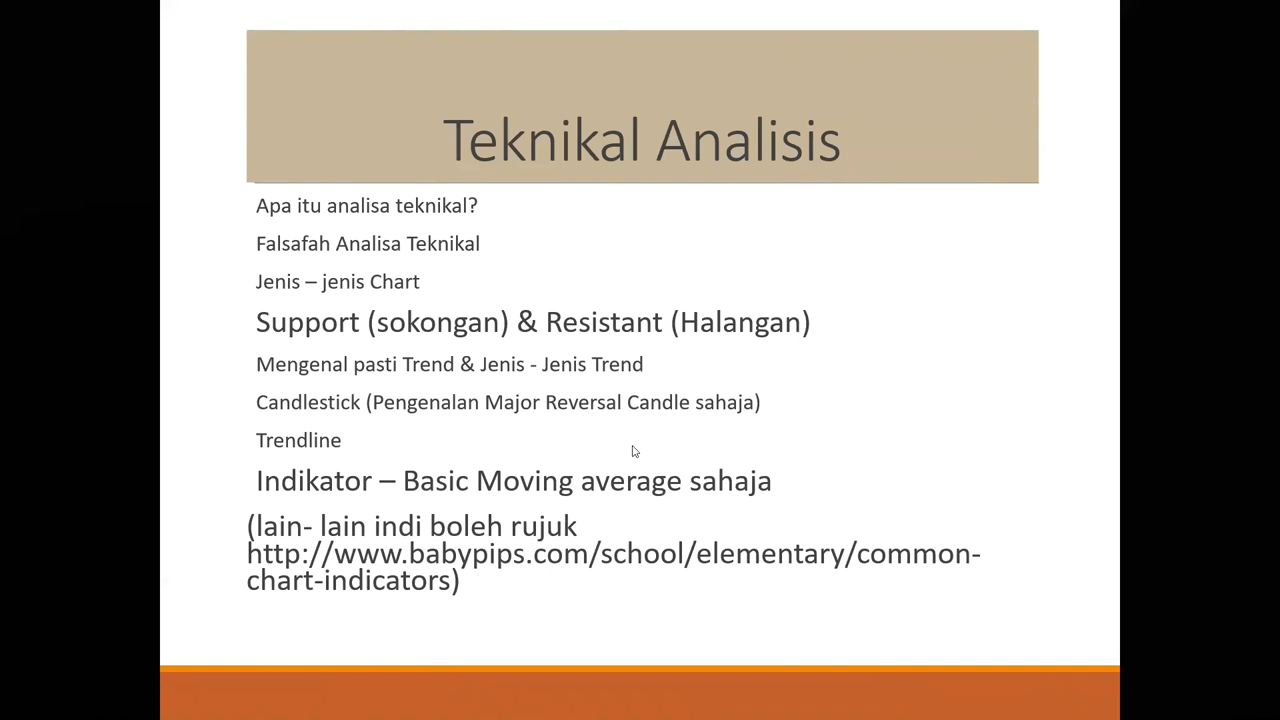 Teknikal Analisis
Apa itu analisa teknikal?
Falsafah Analisa Teknikal
Jenis – jenis Chart
Support (sokongan) & Resistant (Halangan)
Mengenal pasti Trend & Jenis - Jenis Trend
Candlestick (Pengenalan Major Reversal Candle sahaja)
Trendline
Indikator – Basic Moving average sahaja
(lain- lain indi boleh rujuk
http://www.babypips.com/school/elementary/common-
chart-indicators)